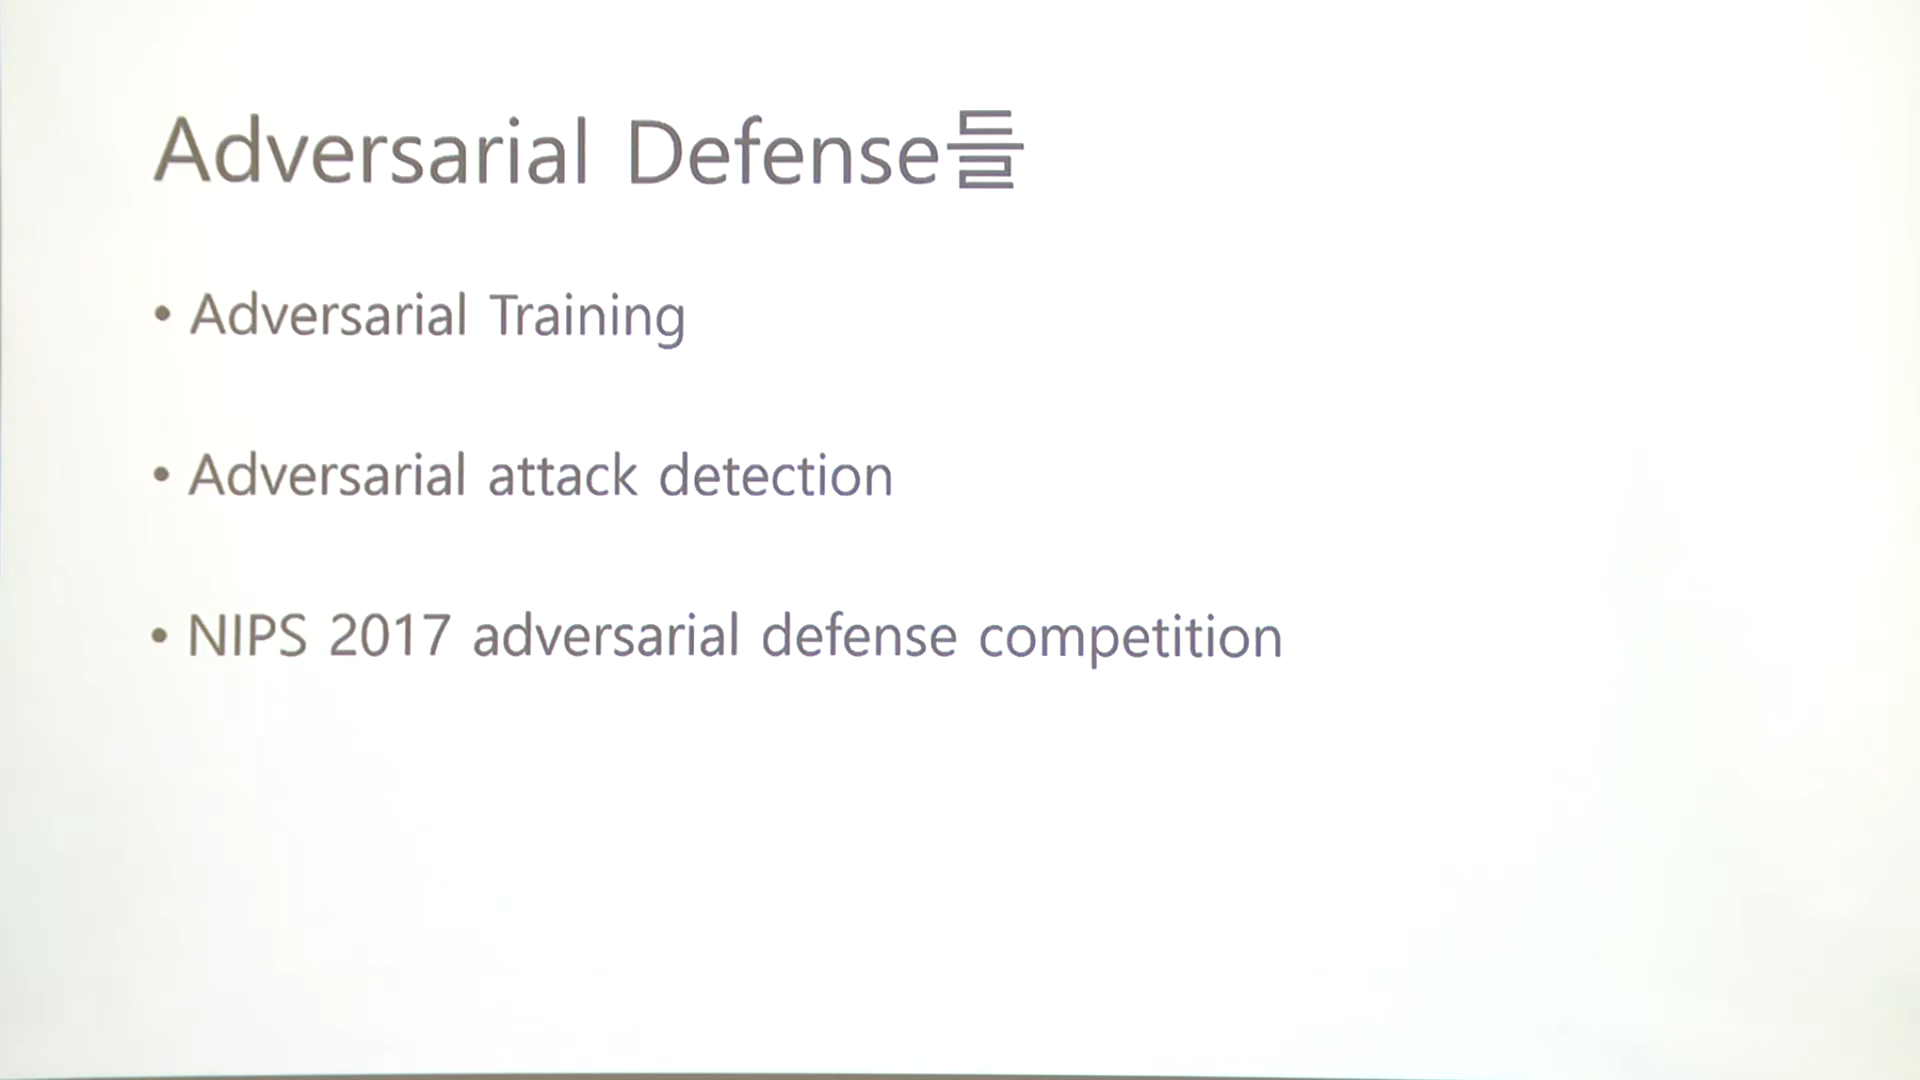 Adversarial Defense들
• Adversarial Training
• Adversarial attack detection
• NIPS 2017 adversarial defense competition